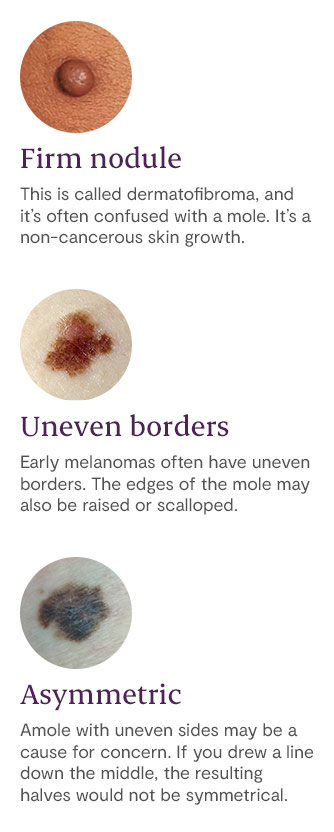 Firm nodule
This is called dermatofibroma, and
it's often confused with a mole. It's a
non-cancerous skin growth.
Uneven borders
Early melanomas often have uneven
borders. The edges of the mole may
also be raised or scalloped.
Asymmetric
Amole with uneven sides may be a
cause for concern. If you drew a line
down the middle, the resulting
halves would not be symmetrical.